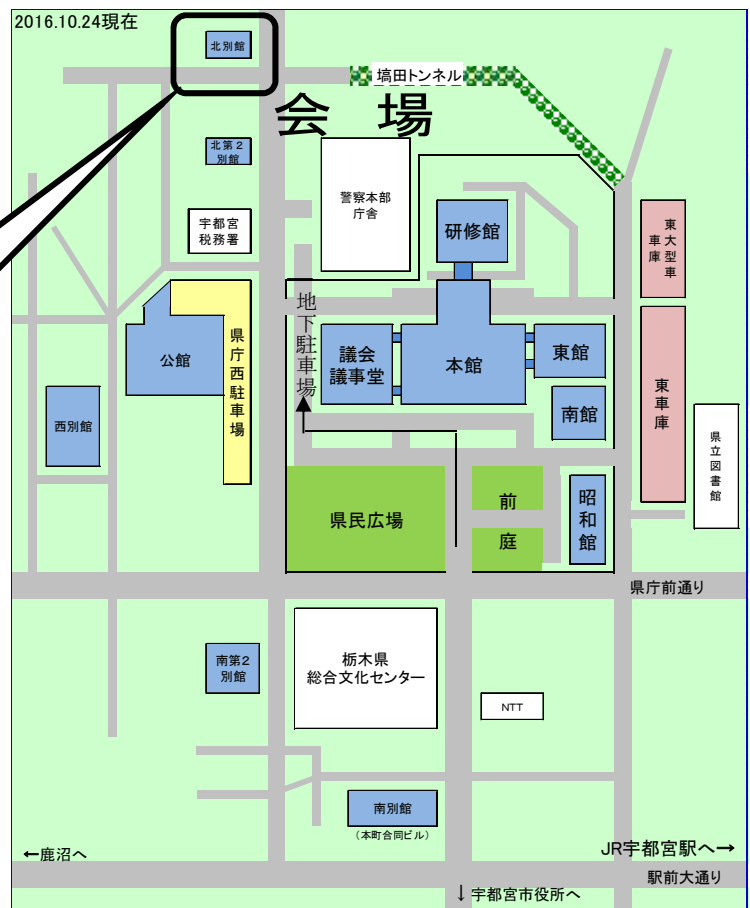 2016.10.24現在
北別館
塙田トンネル
会 場
北第2
別館
警察本部
庁舎
宇都宮
税務署
研修館
東大型車
車庫
地下駐車場
県庁西駐車場
公館
議会
議事堂
本館
東館
南館
東車庫
西別館
県立図書館
県民広場
前庭
昭和館
県庁前通り
南第2
別館
栃木県
総合文化センター
NTT
南別館
(本町合同ビル)
←鹿沼へ
JR宇都宮駅へ→
駅前大通り
↓宇都宮市役所へ